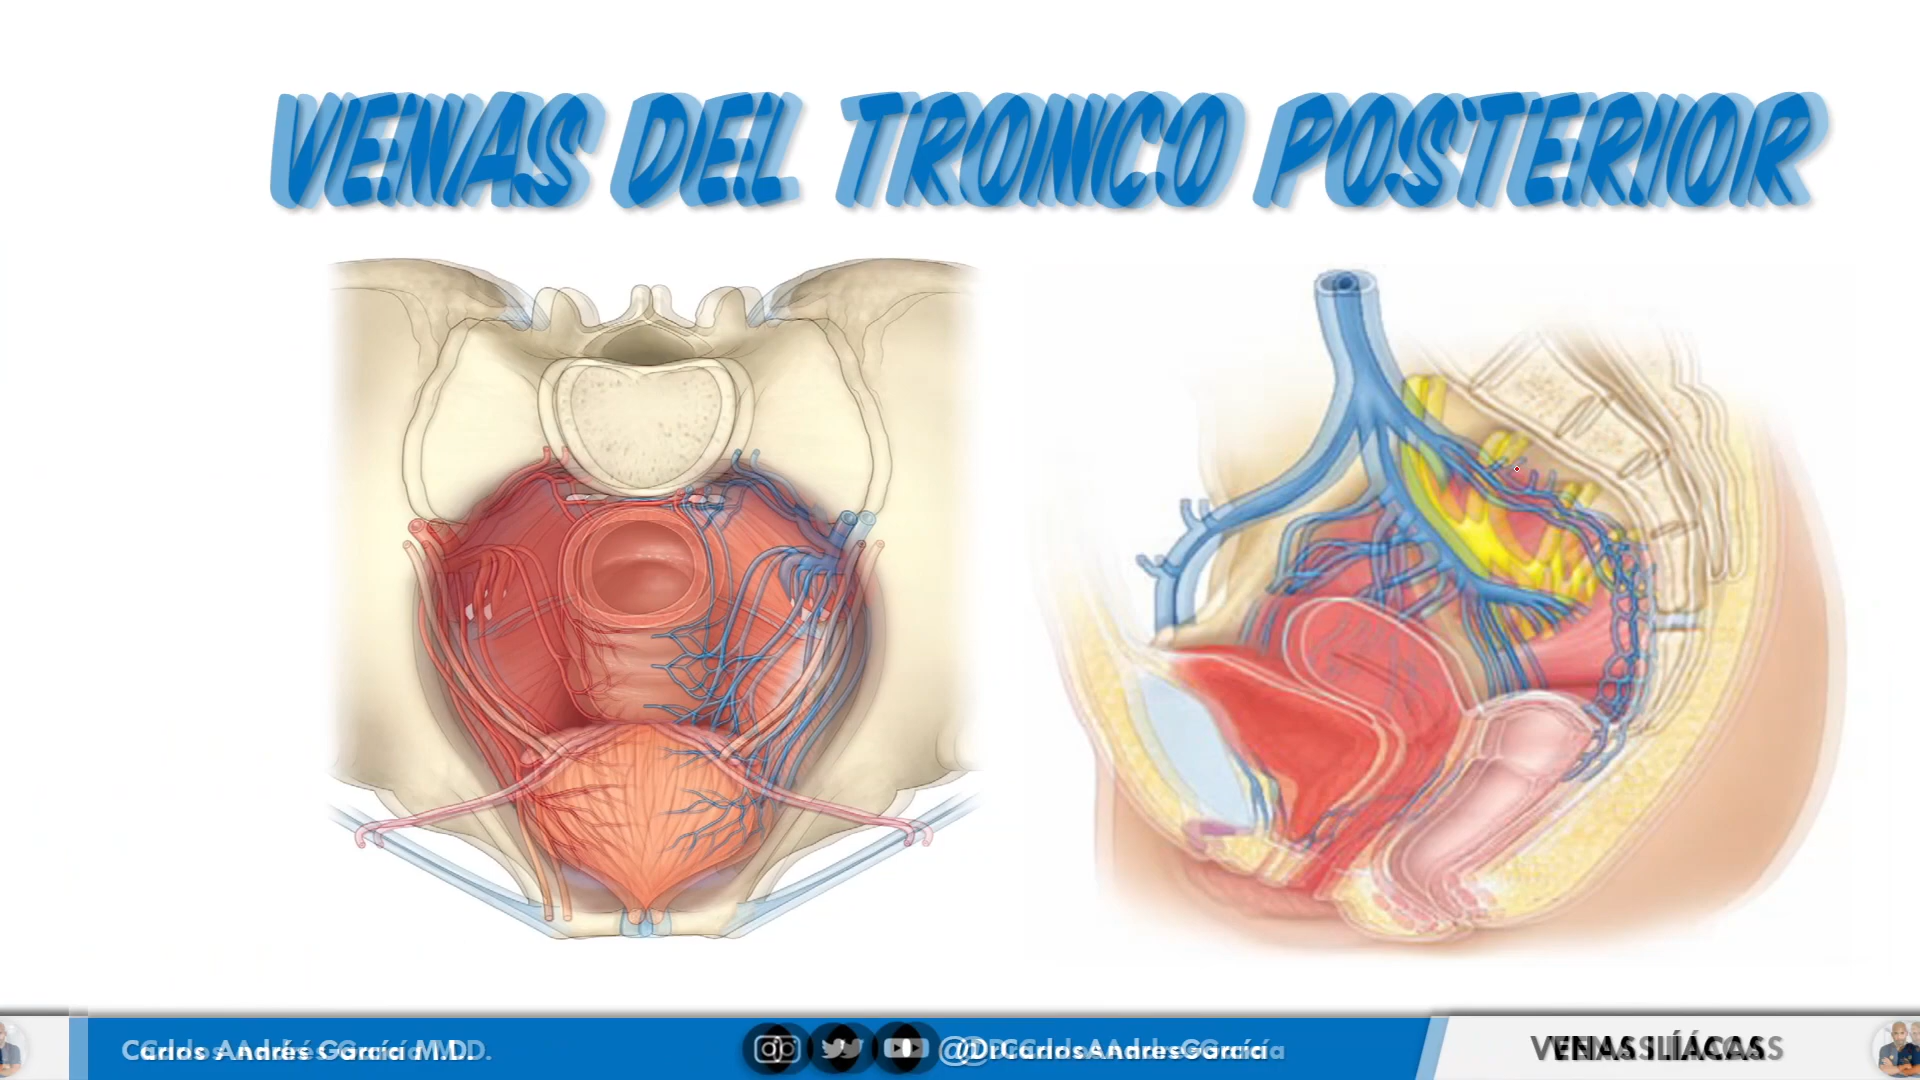 VENAS DEL TRONCO POSTERIOR
Carlos Andrés García M.D.
@DrCarlosAndresGarcia
VENAS ILÍACAS